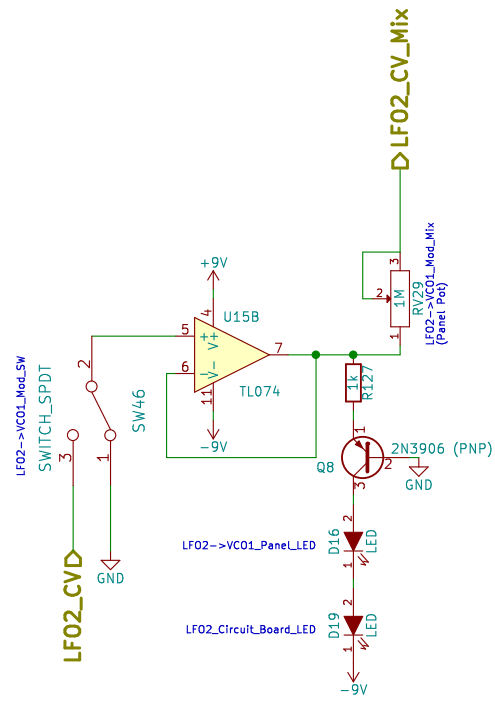 LFO2_CV_Mix
3
2
1M
RV29
LFO2->VCO1_Mod_Mix
(Panel Pot)
1
+9V
4
U15B
5
+
V+
7
6
–
V-
11
TL074
-9V
2
LFO2->VCO1_Mod_SW
SWITCH_SPDT
SW46
3
1
1k
R127
1
2N3906 (PNP)
2
Q8
3
GND
LFO2_CV
GND
2
LFO2->VCO1_Panel_LED
D16
LED
1
2
LFO2_Circuit_Board_LED
D19
LED
1
-9V